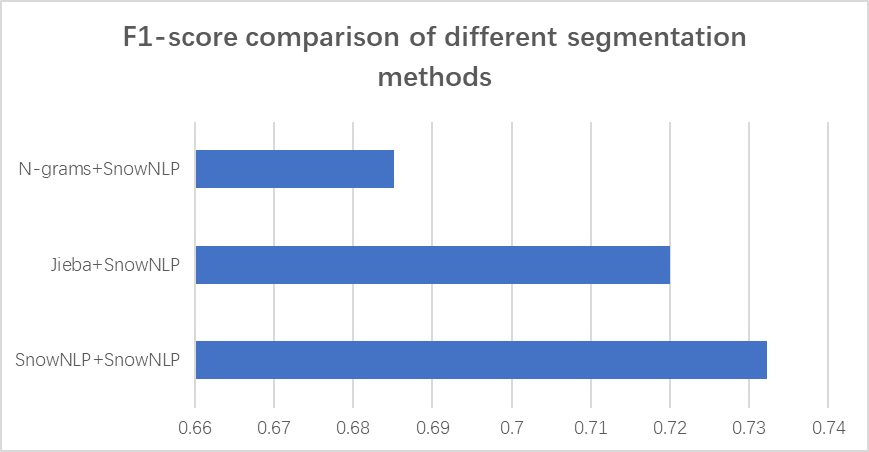 F1-score comparison of different segmentation
methods
N-grams+SnowNLP
Jieba+SnowNLP
SnowNLP+SnowNLP
0.66 0.67 0.68 0.69 0.7 0.71 0.72 0.73 0.74